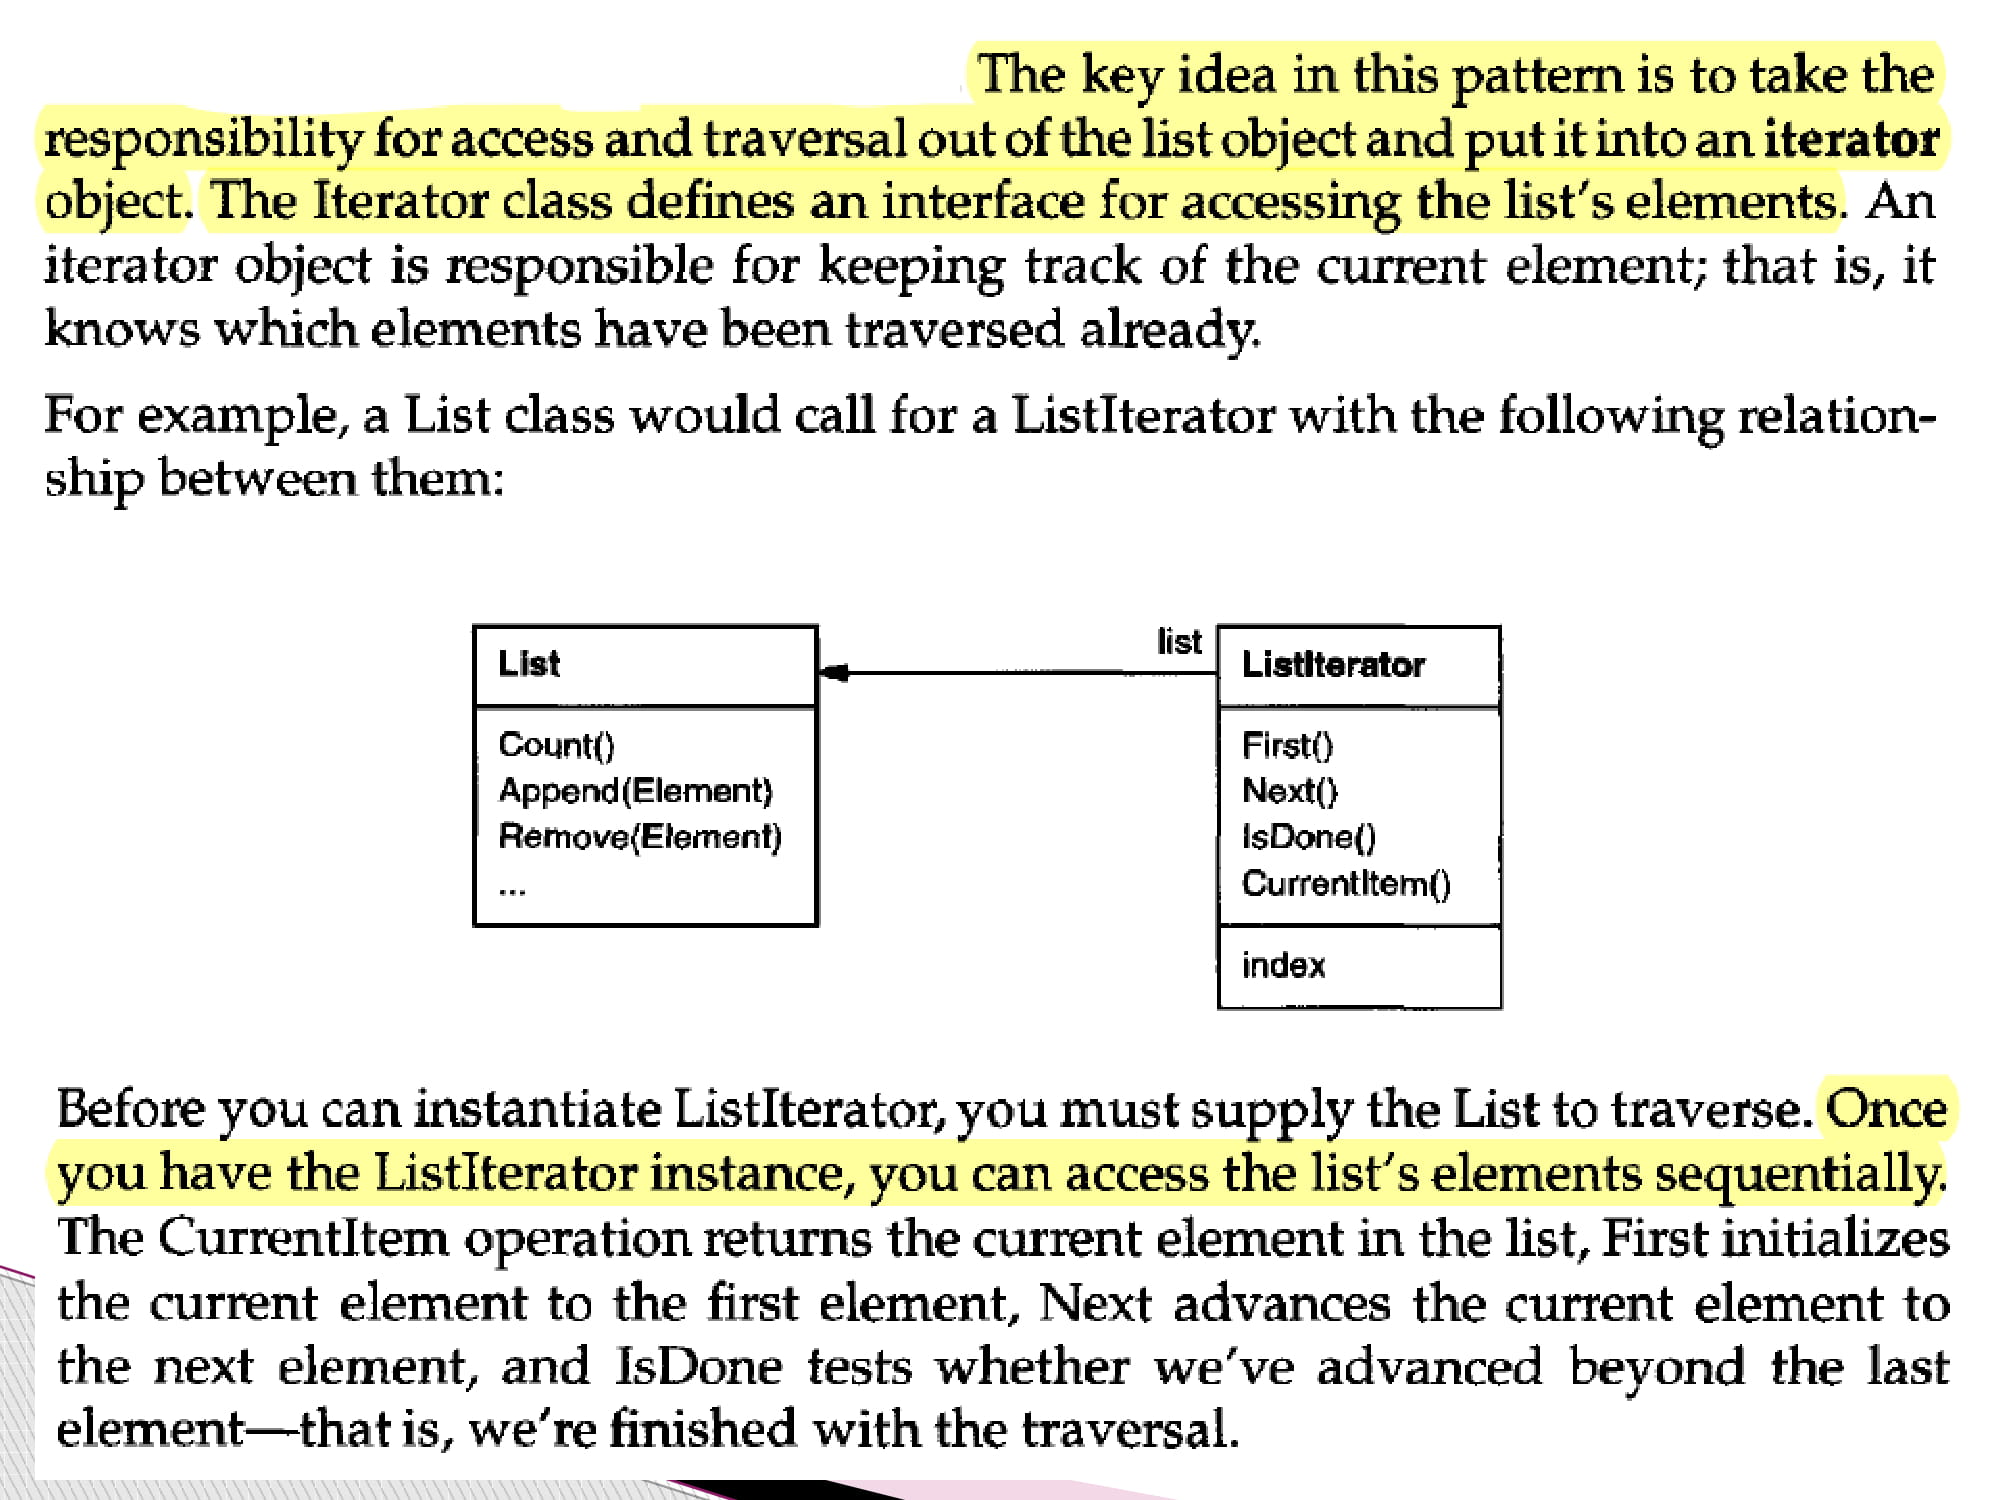 The key idea in this pattern is to take the
responsibility for access and traversal out of the list object and put it into an iterator
object. The Iterator class defines an interface for accessing the list's elements. An
iterator object is responsible for keeping track of the current element; that is, it
knows which elements have been traversed already.
For example, a List class would call for a ListIterator with the following relation-
ship between them:
List
Count()
Append(Element)
Remove(Element)
...
list
ListIterator
First()
Next()
IsDone()
CurrentItem()
index
Before you can instantiate ListIterator, you must supply the List to traverse. Once
you have the ListIterator instance, you can access the list's elements sequentially.
The CurrentItem operation returns the current element in the list, First initializes
the current element to the first element, Next advances the current element to
the next element, and IsDone tests whether we've advanced beyond the last
element—that is, we're finished with the traversal.